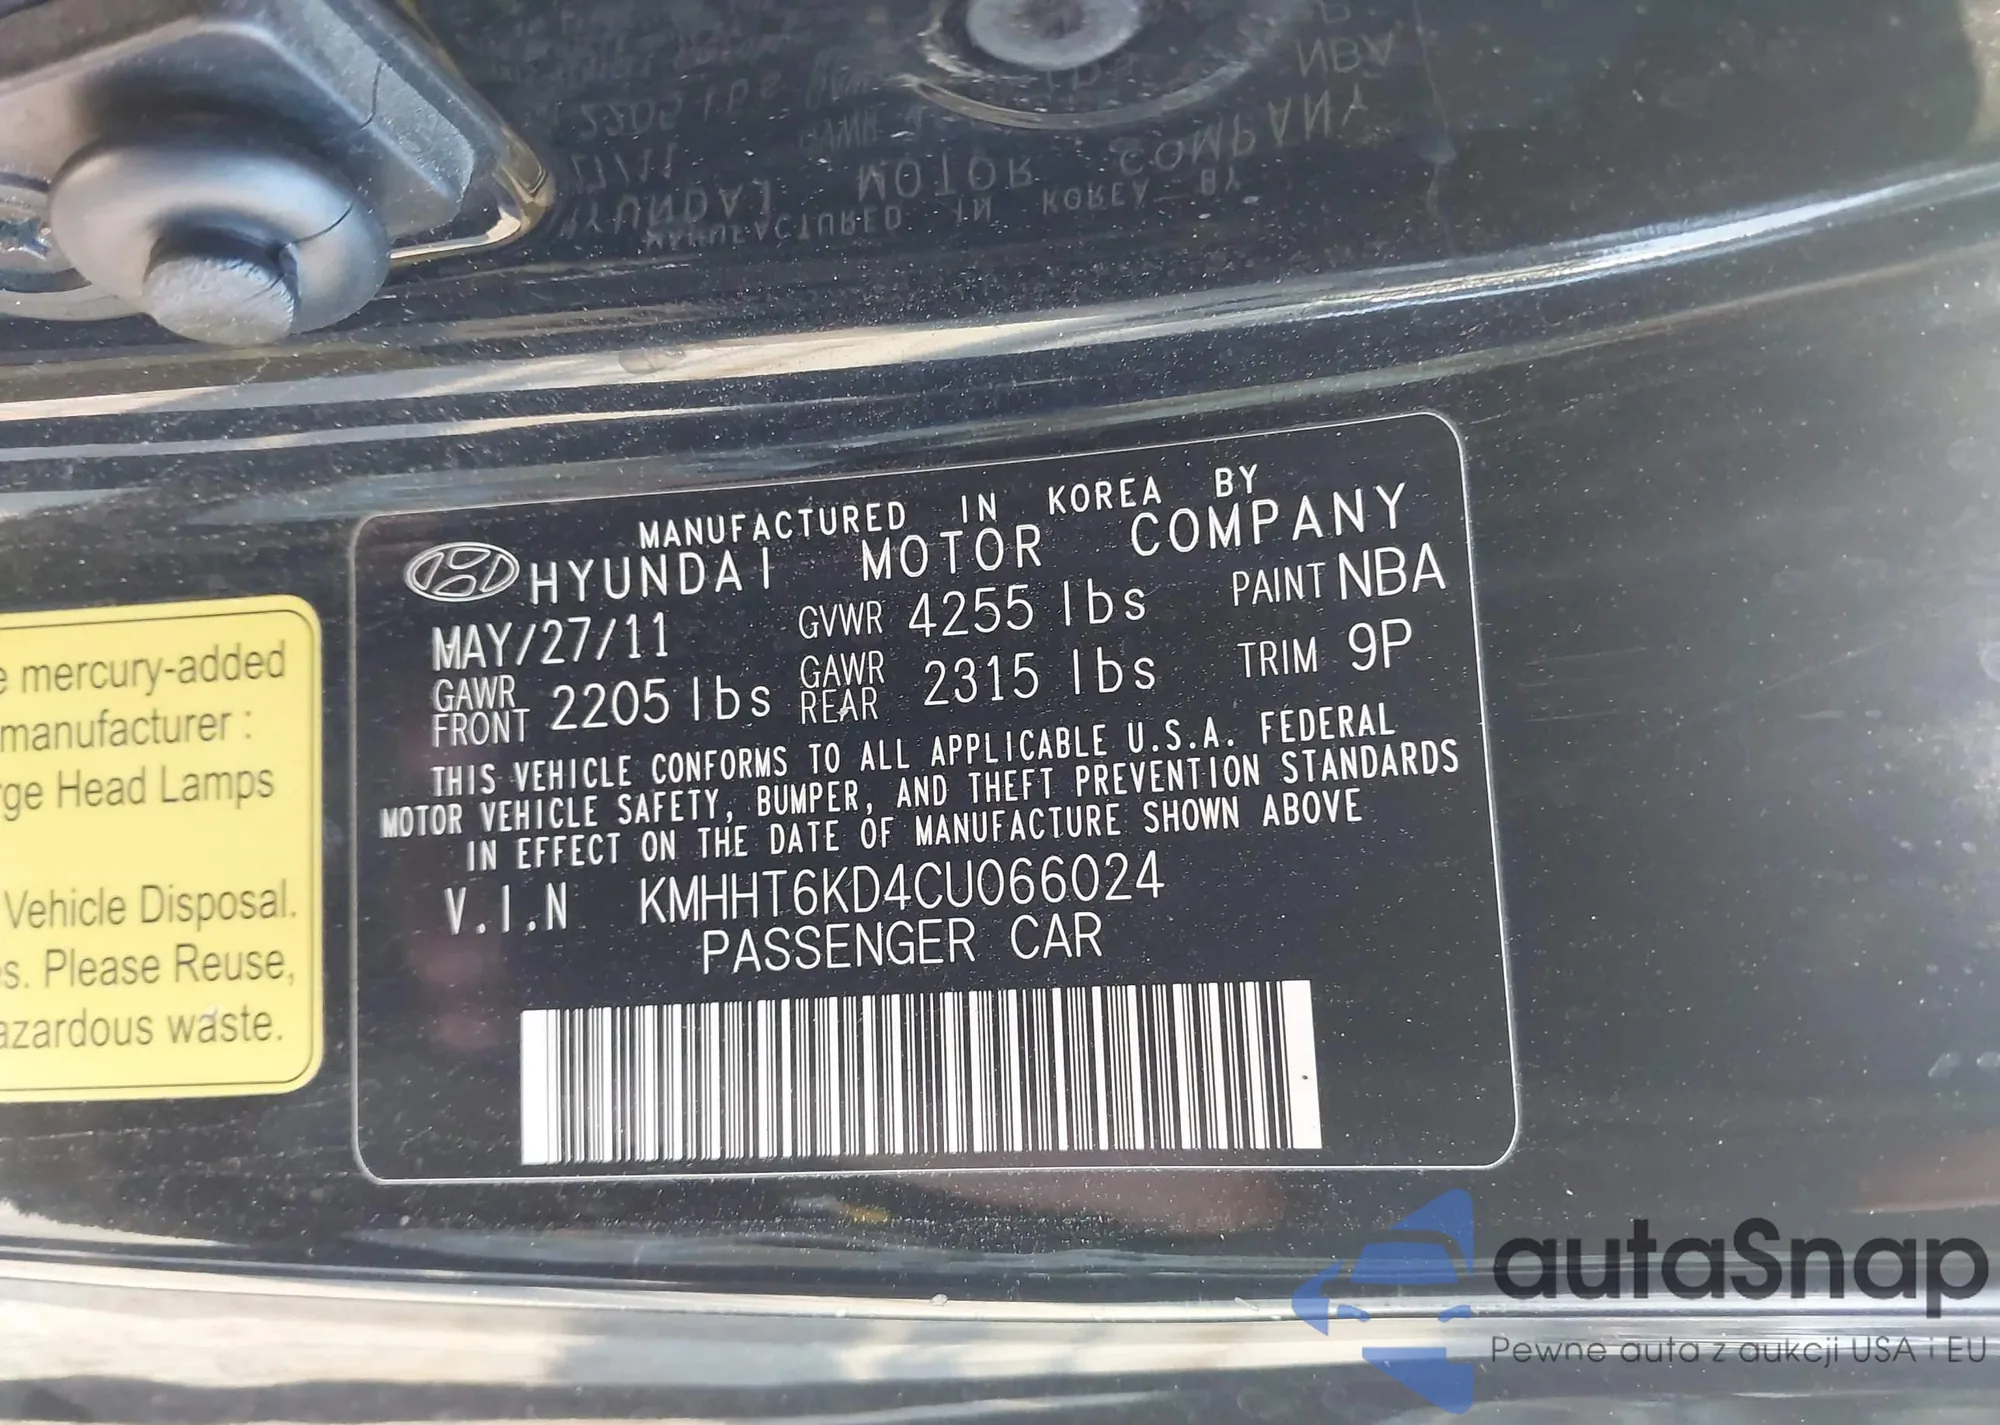 MANUFACTURED IN KOREA BY
HYUNDAI MOTOR COMPANY
MAY/27/11 GVWR 4255 lbs PAINT NBA
GAWR FRONT 2205 lbs GAWR REAR 2315 lbs TRIM 9P
THIS VEHICLE CONFORMS TO ALL APPLICABLE U.S.A. FEDERAL
MOTOR VEHICLE SAFETY, BUMPER, AND THEFT PREVENTION STANDARDS
IN EFFECT ON THE DATE OF MANUFACTURE SHOWN ABOVE
V.I.N KMHHT6KD4CU066024
PASSENGER CAR
mercury-added
manufacturer :
Head Lamps
Vehicle Disposal.
Please Reuse,
waste.
autaSnap
Pewne auta z aukcji USA i EU